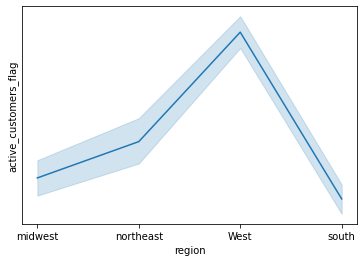 active_customers_flag
midwest
northeast
West
south
region